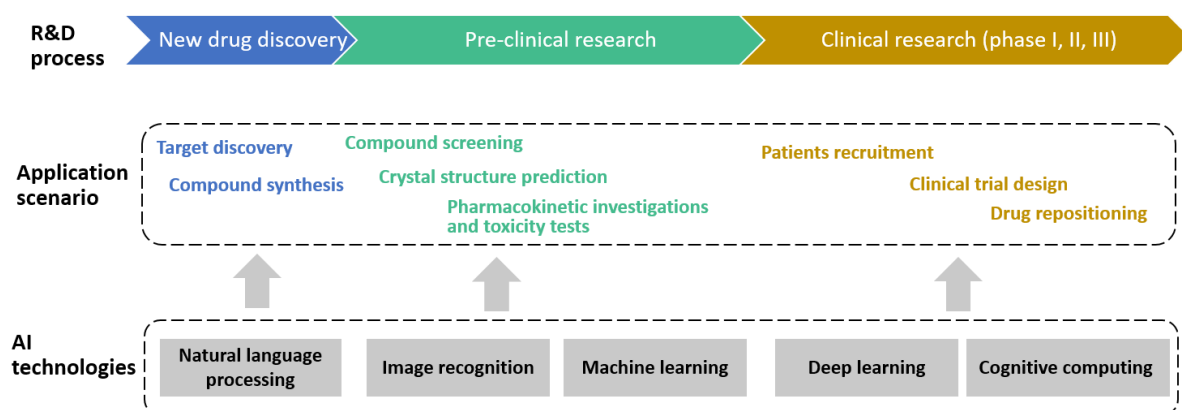 R&D
process
New drug discovery
Pre-clinical research
Clinical research (phase I, II, III)
Application
scenario
Target discovery
Compound synthesis
Compound screening
Crystal structure prediction
Pharmacokinetic investigations
and toxicity tests
Patients recruitment
Clinical trial design
Drug repositioning
AI
technologies
Natural language
processing
Image recognition
Machine learning
Deep learning
Cognitive computing